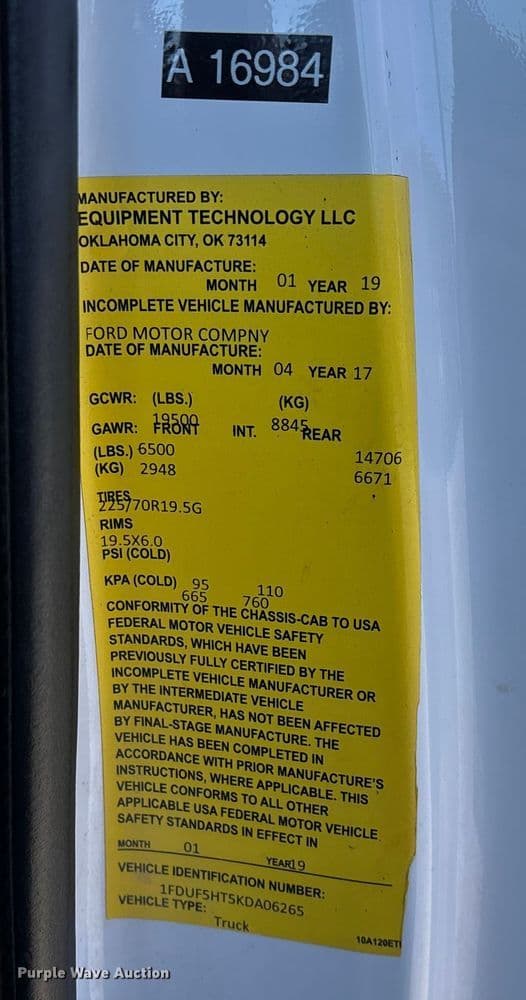 A 16984
MANUFACTURED BY:
EQUIPMENT TECHNOLOGY LLC
OKLAHOMA CITY, OK 73114
DATE OF MANUFACTURE:
MONTH 01 YEAR 19
INCOMPLETE VEHICLE MANUFACTURED BY:
FORD MOTOR COMPNY
DATE OF MANUFACTURE:
MONTH 04 YEAR 17
GCWR: (LBS.) (KG)
19500 8845
GAWR: FRONT INT. REAR
(LBS.) 6500 14706
(KG) 2948 6671
TIRES
225/70R19.5G
RIMS
19.5X6.0
PSI (COLD)
KPA (COLD) 95 110
665 760
CONFORMITY OF THE CHASSIS-CAB TO USA
FEDERAL MOTOR VEHICLE SAFETY
STANDARDS, WHICH HAVE BEEN
PREVIOUSLY FULLY CERTIFIED BY THE
INCOMPLETE VEHICLE MANUFACTURER OR
BY THE INTERMEDIATE VEHICLE
MANUFACTURER, HAS NOT BEEN AFFECTED
BY FINAL-STAGE MANUFACTURE. THE
VEHICLE HAS BEEN COMPLETED IN
ACCORDANCE WITH PRIOR MANUFACTURE'S
INSTRUCTIONS, WHERE APPLICABLE. THIS
VEHICLE CONFORMS TO ALL OTHER
APPLICABLE USA FEDERAL MOTOR VEHICLE
SAFETY STANDARDS IN EFFECT IN
MONTH 01 YEAR 19
VEHICLE IDENTIFICATION NUMBER:
1FDUF5HT5KDA06265
VEHICLE TYPE:
Truck
10A120ETI
Purple Wave Auction